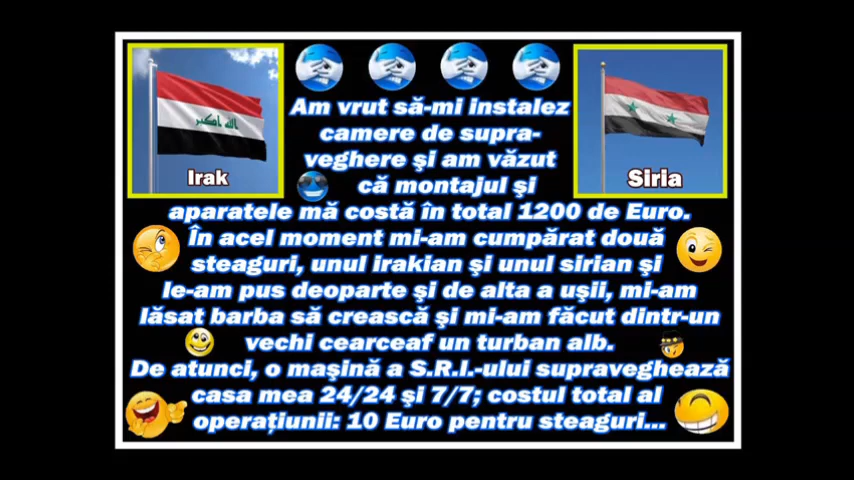 Irak
Siria
Am vrut să-mi instalez
camere de supra-
veghere şi am văzut
că montajul şi
aparatele mă costă în total 1200 de Euro.
În acel moment mi-am cumpărat două
steaguri, unul irakian şi unul sirian şi
le-am pus deoparte şi de alta a uşii, mi-am
lăsat barba să crească şi mi-am făcut dintr-un
vechi cearceaf un turban alb.
De atunci, o maşină a S.R.I.-ului supraveghează
casa mea 24/24 şi 7/7; costul total al
operaţiunii: 10 Euro pentru steaguri...